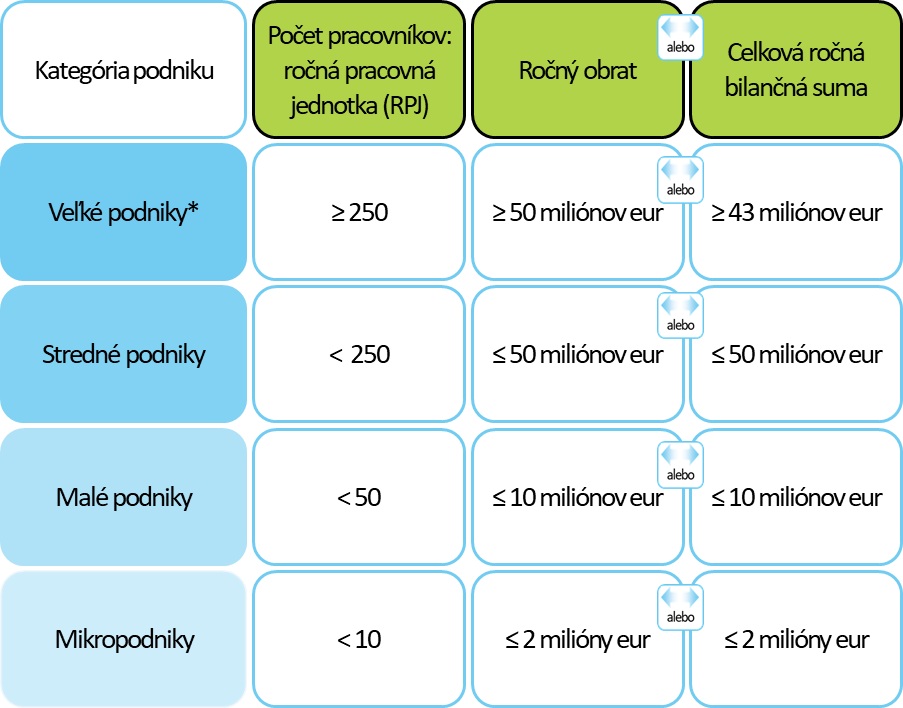 Kategória podniku
Počet pracovníkov:
ročná pracovná
jednotka (RPJ)
Ročný obrat
alebo
Celková ročná
bilančná suma
Veľké podniky*
≥ 250
≥ 50 miliónov eur
alebo
≥ 43 miliónov eur
Stredné podniky
< 250
≤ 50 miliónov eur
alebo
≤ 50 miliónov eur
Malé podniky
< 50
≤ 10 miliónov eur
alebo
≤ 10 miliónov eur
Mikropodniky
< 10
≤ 2 milióny eur
alebo
≤ 2 milióny eur